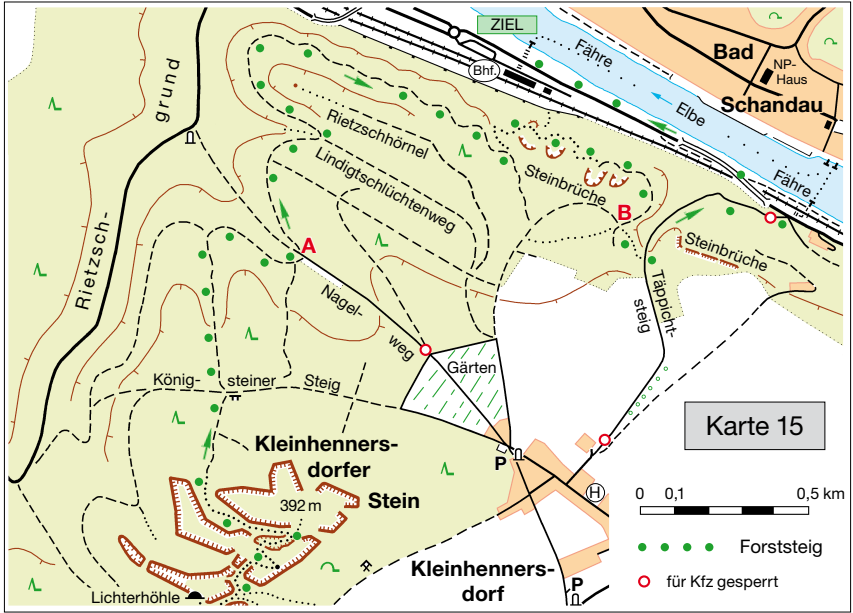 ZIEL
Bhf.
Fähre
Bad
NP-
Haus
Schandau
Elbe
Fähre
Rietzsch-
grund
Rietzschhörnel
Lindigtschlüchtenweg
Steinbrüche
A
B
Steinbrüche
Nagel-
weg
Täppicht-
steig
Gärten
König-
steiner
Steig
Kleinhenners-
dorfer
Stein
392 m
Lichterhöhle
P
H
Kleinhenners-
dorf
P
Karte 15
0 0,1 0,5 km
Forststeig
für Kfz gesperrt